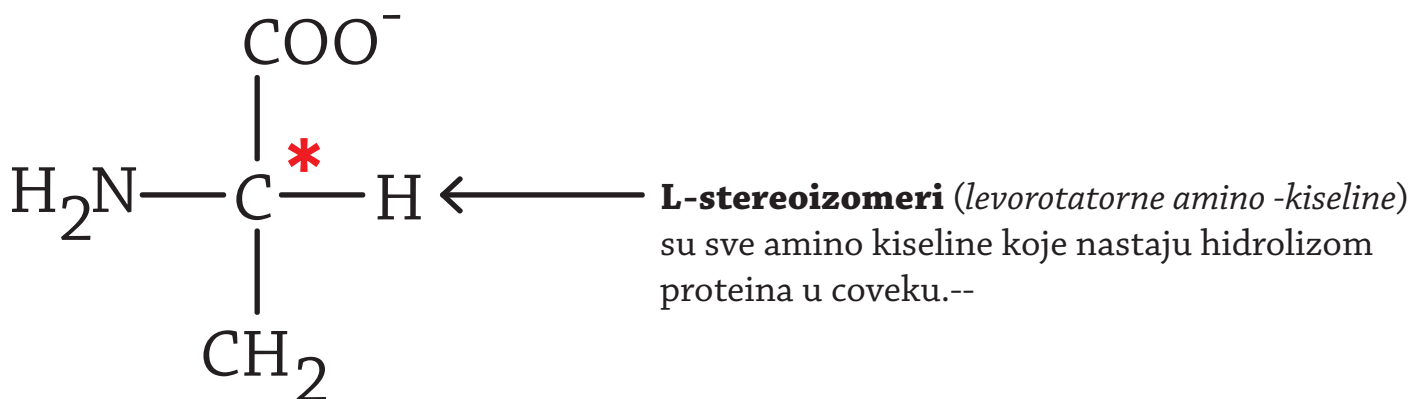 COO⁻
*
H₂N—C—H
L-stereoizomeri (levorotatorne amino -kiseline)
su sve amino kiseline koje nastaju hidrolizom
proteina u coveku.--
CH₂